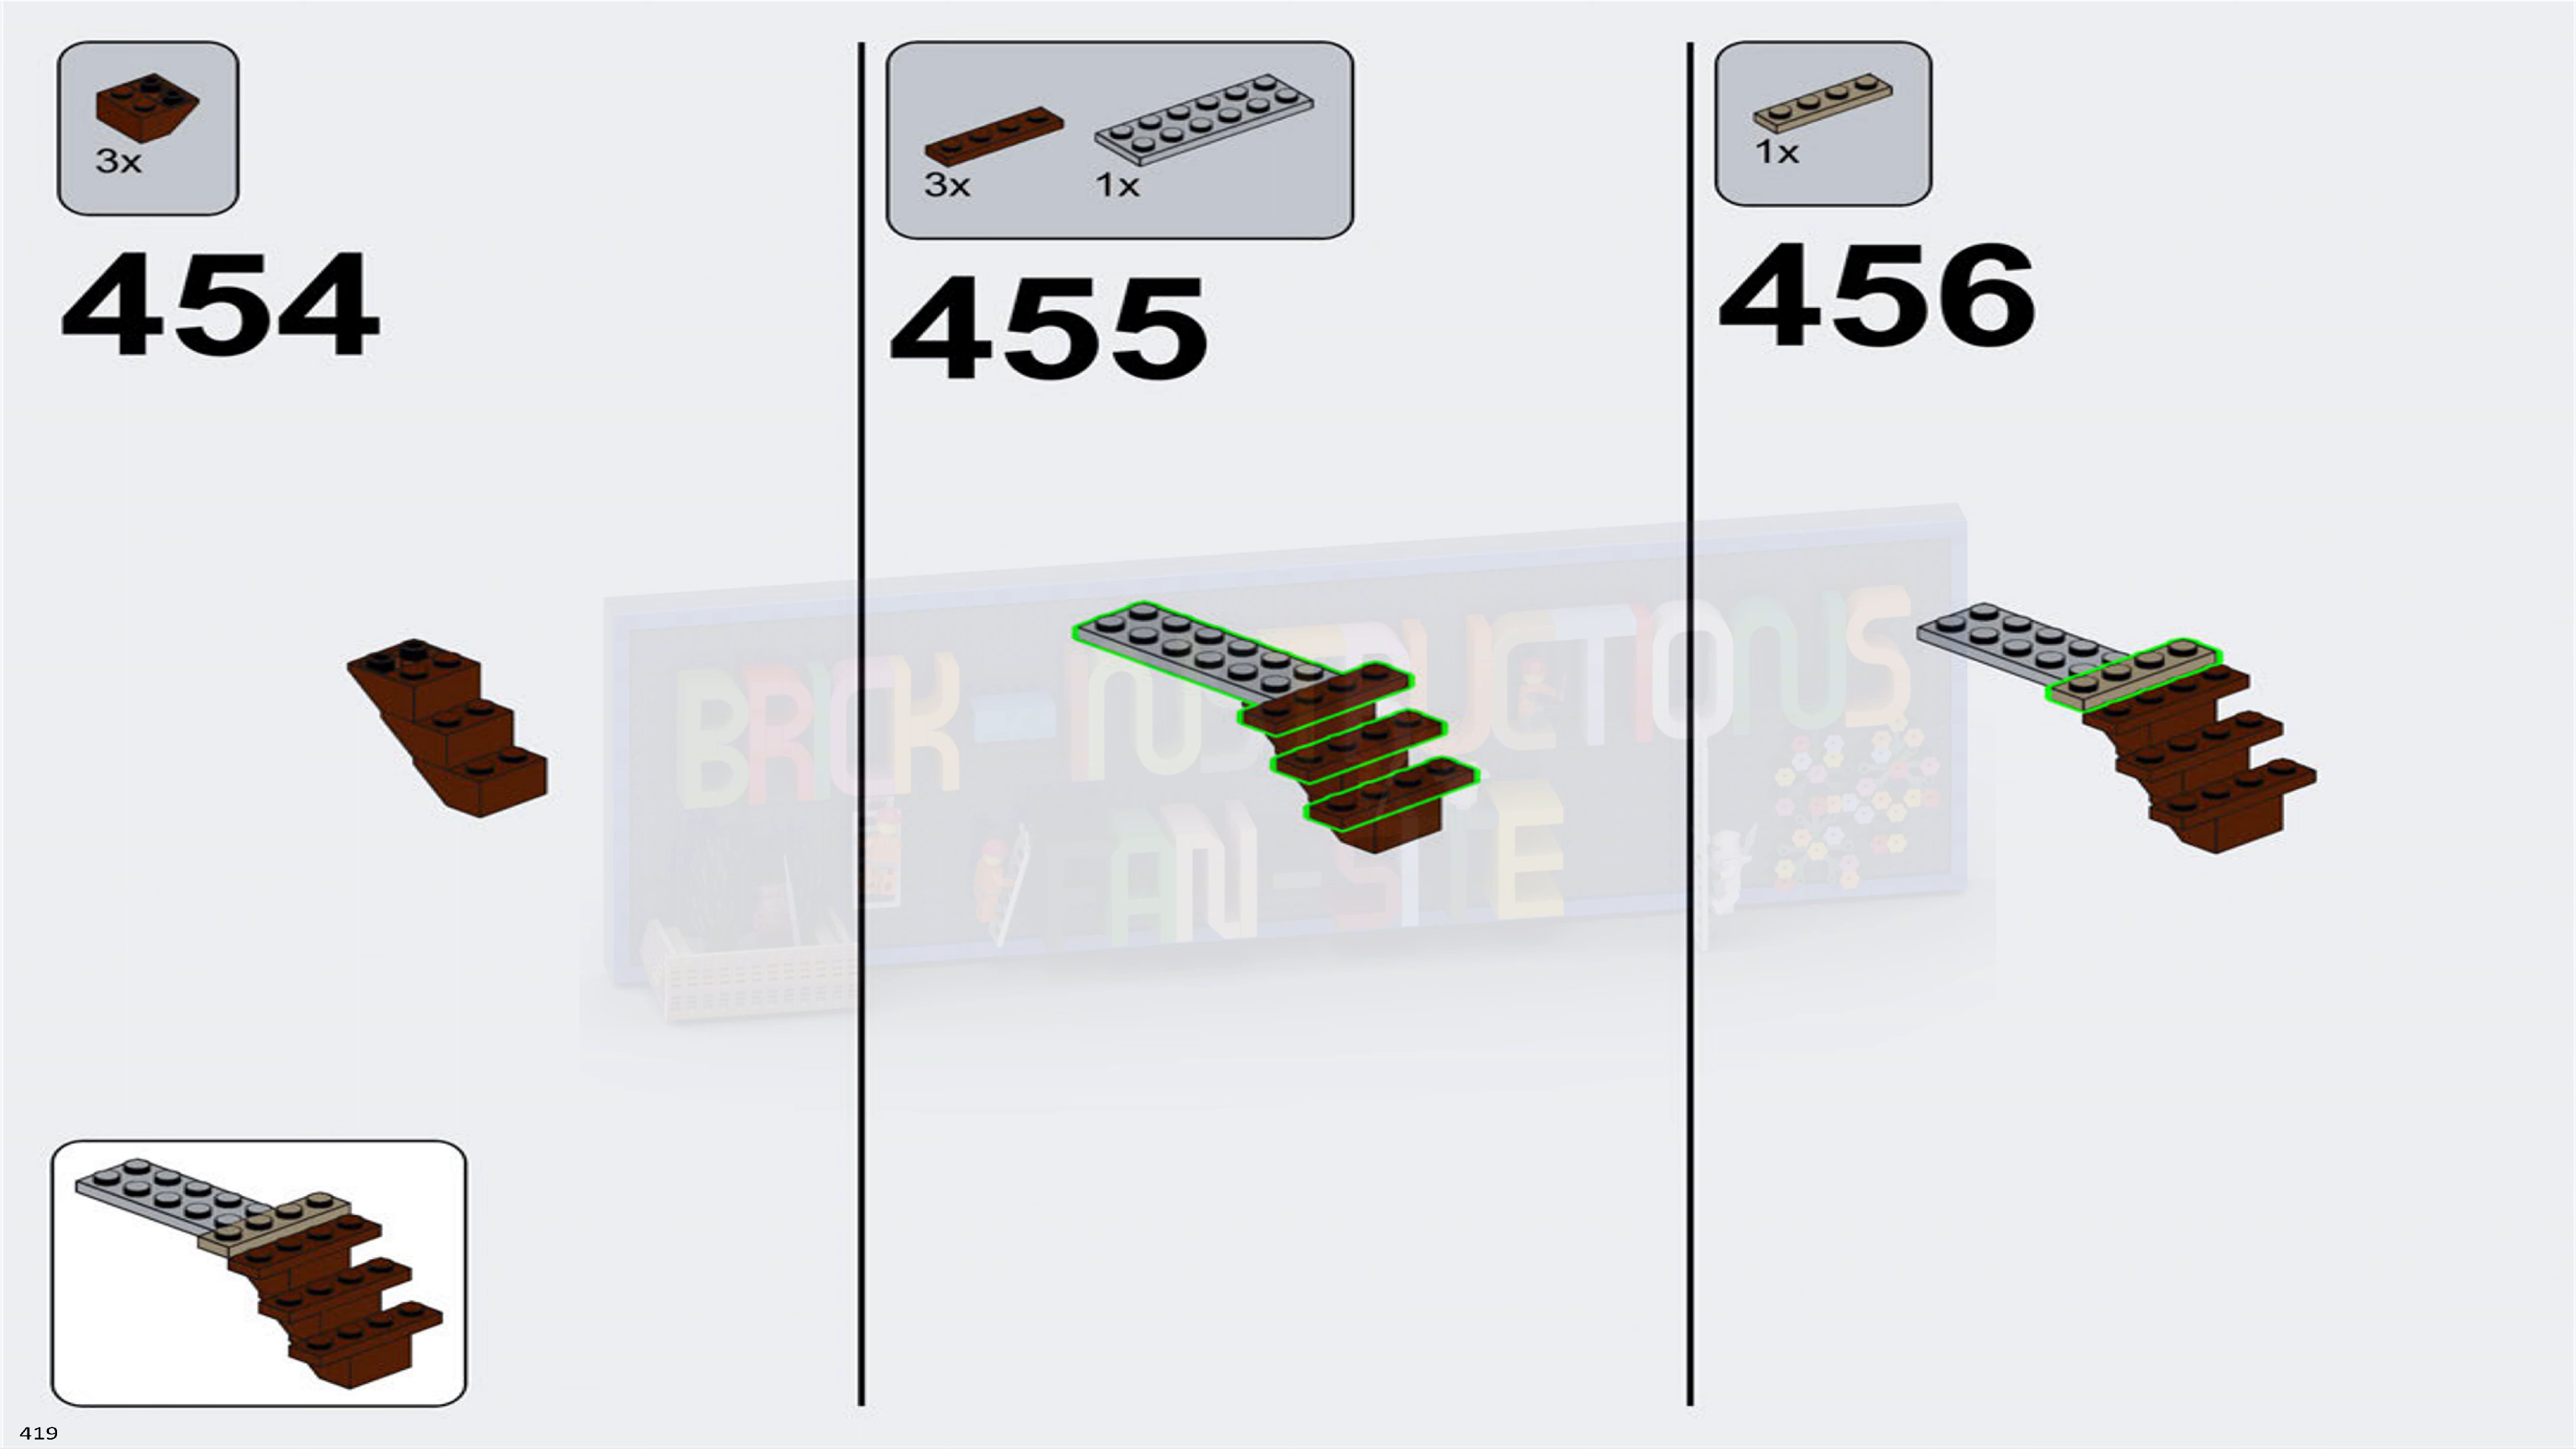 3x
454
3x 1x
455
1x
456
BRICK-INSTRUCTIONS
FAN-SITE
419